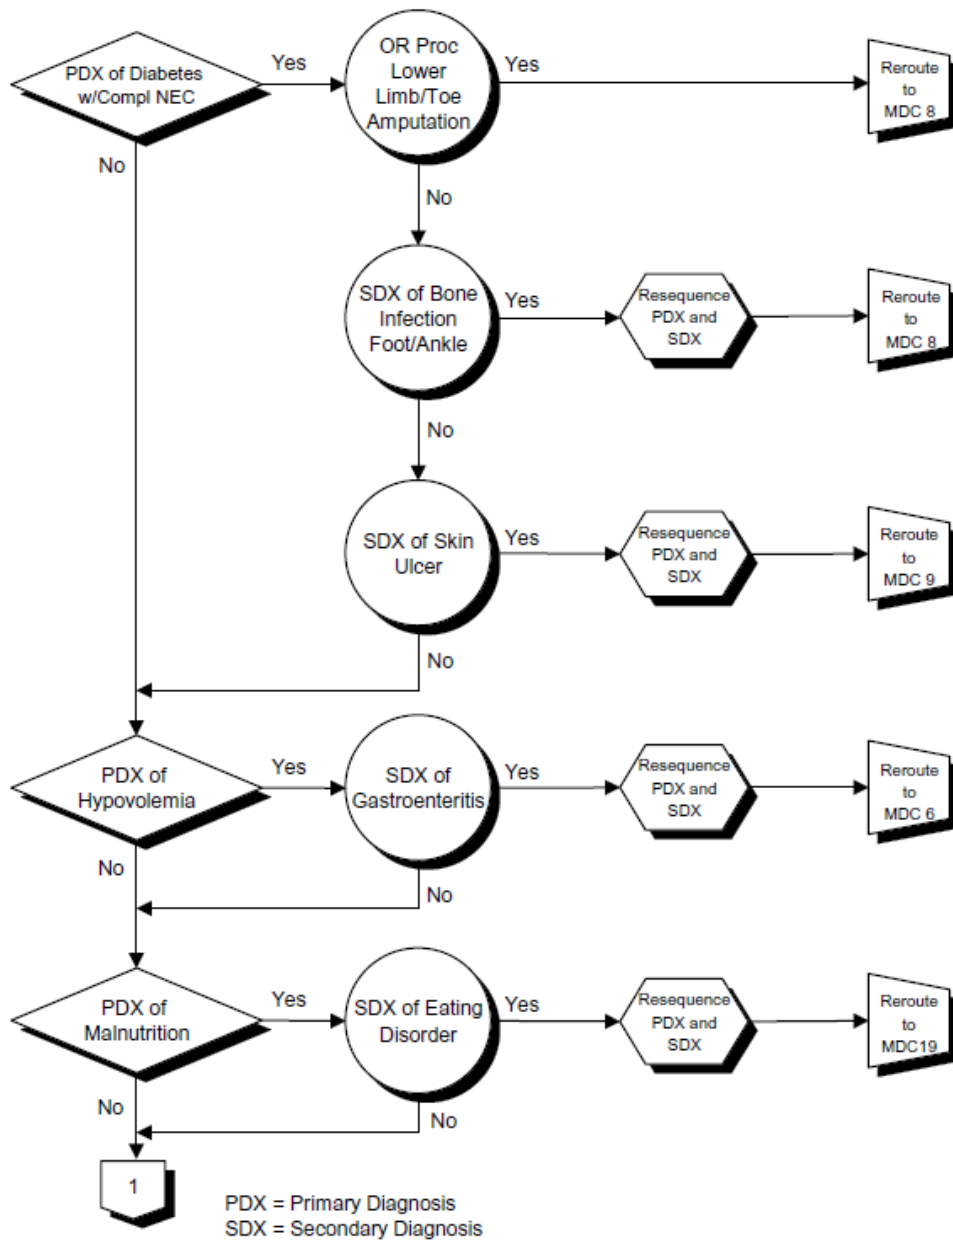 PDX of Diabetes
w/Compl NEC
Yes
OR Proc
Lower
Limb/Toe
Amputation
Yes
Reroute
to
MDC 8
No
No
SDX of Bone
Infection
Foot/Ankle
Yes
Resequence
PDX and
SDX
Reroute
to
MDC 8
No
SDX of Skin
Ulcer
Yes
Resequence
PDX and
SDX
Reroute
to
MDC 9
No
PDX of
Hypovolemia
Yes
SDX of
Gastroenteritis
Yes
Resequence
PDX and
SDX
Reroute
to
MDC 6
No
No
PDX of
Malnutrition
Yes
SDX of Eating
Disorder
Yes
Resequence
PDX and
SDX
Reroute
to
MDC19
No
No
1
PDX = Primary Diagnosis
SDX = Secondary Diagnosis